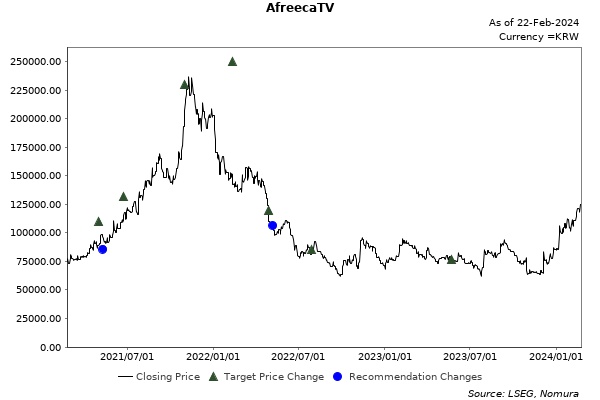 AfreecaTV
As of 22-Feb-2024
Currency =KRW
250000.00
225000.00
200000.00
175000.00
150000.00
125000.00
100000.00
75000.00
50000.00
25000.00
0.00
2021/07/01 2022/01/01 2022/07/01 2023/01/01 2023/07/01 2024/01/01
Closing Price Target Price Change Recommendation Changes
Source: LSEG, Nomura